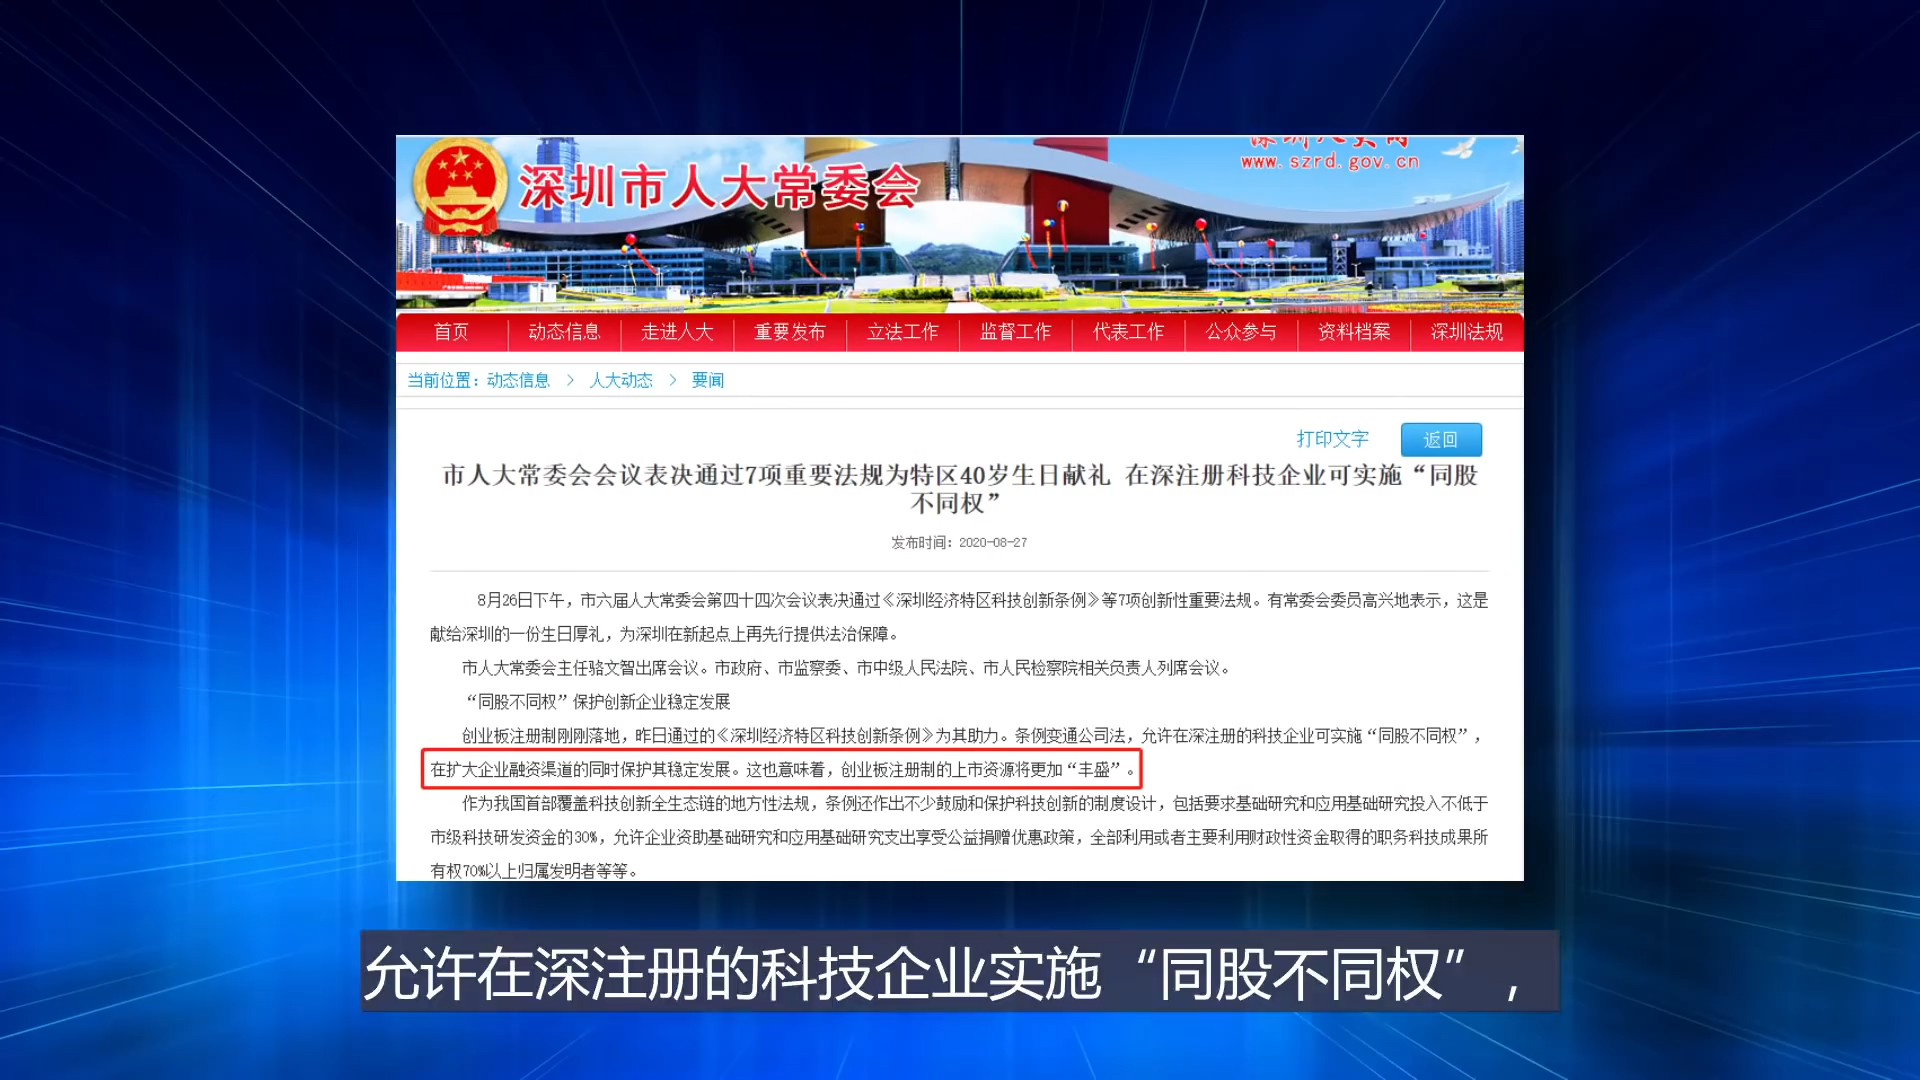 深圳人大网
www.szrd.gov.cn
深圳市人大常委会
首页 动态信息 走进人大 重要发布 立法工作 监督工作 代表工作 公众参与 资料档案 深圳法规
当前位置：动态信息 > 人大动态 > 要闻
打印文字 返回
市人大常委会会议表决通过7项重要法规为特区40岁生日献礼 在深注册科技企业可实施“同股
不同权”
发布时间：2020-08-27
8月26日下午，市六届人大常委会第四十四次会议表决通过《深圳经济特区科技创新条例》等7项创新性重要法规。有常委会委员高兴地表示，这是
献给深圳的一份生日厚礼，为深圳在新起点上再先行提供法治保障。
市人大常委会主任骆文智出席会议。市政府、市监察委、市中级人民法院、市人民检察院相关负责人列席会议。
“同股不同权”保护创新企业稳定发展
创业板注册制刚刚落地，昨日通过的《深圳经济特区科技创新条例》为其助力。条例变通公司法，允许在深注册的科技企业可实施“同股不同权”，
在扩大企业融资渠道的同时保护其稳定发展。这也意味着，创业板注册制的上市资源将更加“丰盛”。
作为我国首部覆盖科技创新全生态链的地方性法规，条例还作出不少鼓励和保护科技创新的制度设计，包括要求基础研究和应用基础研究投入不低于
市级科技研发资金的30%，允许企业资助基础研究和应用基础研究支出享受公益捐赠优惠政策，全部利用或者主要利用财政性资金取得的职务科技成果所
有权70%以上归属发明者等等。
允许在深注册的科技企业实施“同股不同权”，